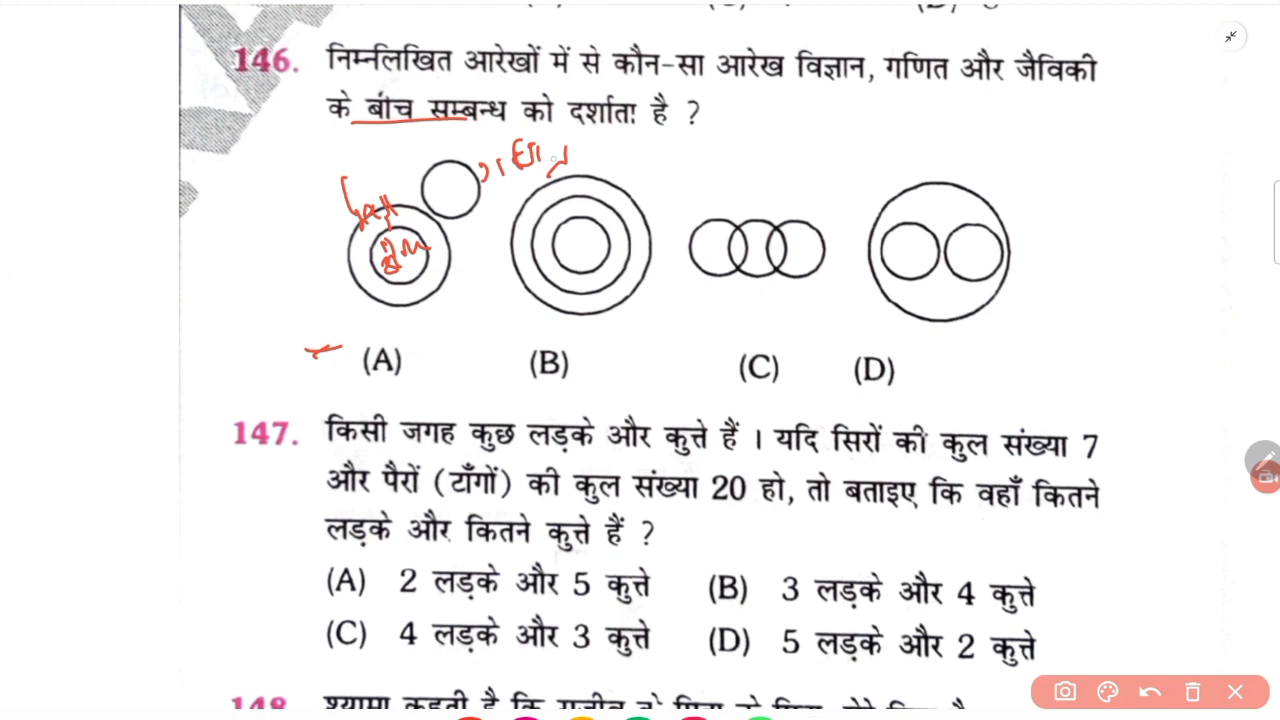 146. निम्नलिखित आरेखों में से कौन-सा आरेख विज्ञान, गणित और जैविकी
के बीच सम्बन्ध को दर्शाता है ?
(A) (B) (C) (D)
147. किसी जगह कुछ लड़के और कुत्ते हैं । यदि सिरों की कुल संख्या 7
और पैरों (टाँगों) की कुल संख्या 20 हो, तो बताइए कि वहाँ कितने
लड़के और कितने कुत्ते हैं ?
(A) 2 लड़के और 5 कुत्ते (B) 3 लड़के और 4 कुत्ते
(C) 4 लड़के और 3 कुत्ते (D) 5 लड़के और 2 कुत्ते
148. श्यामा कहती है कि